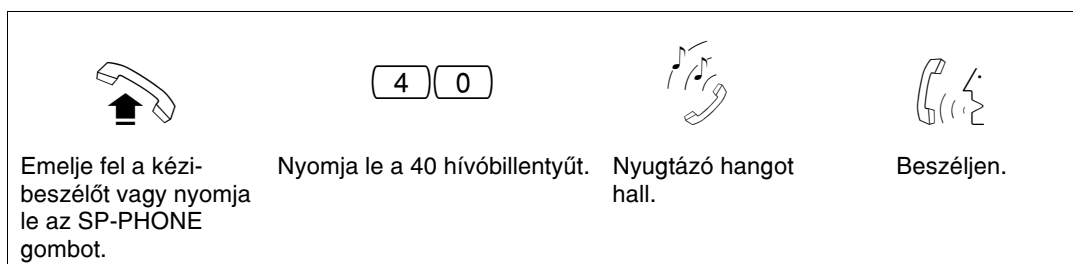 4 0
Emelje fel a kézi-
beszélőt vagy nyomja
le az SP-PHONE
gombot.
Nyomja le a 40 hívóbillentyűt.
Nyugtázó hangot
hall.
Beszéljen.